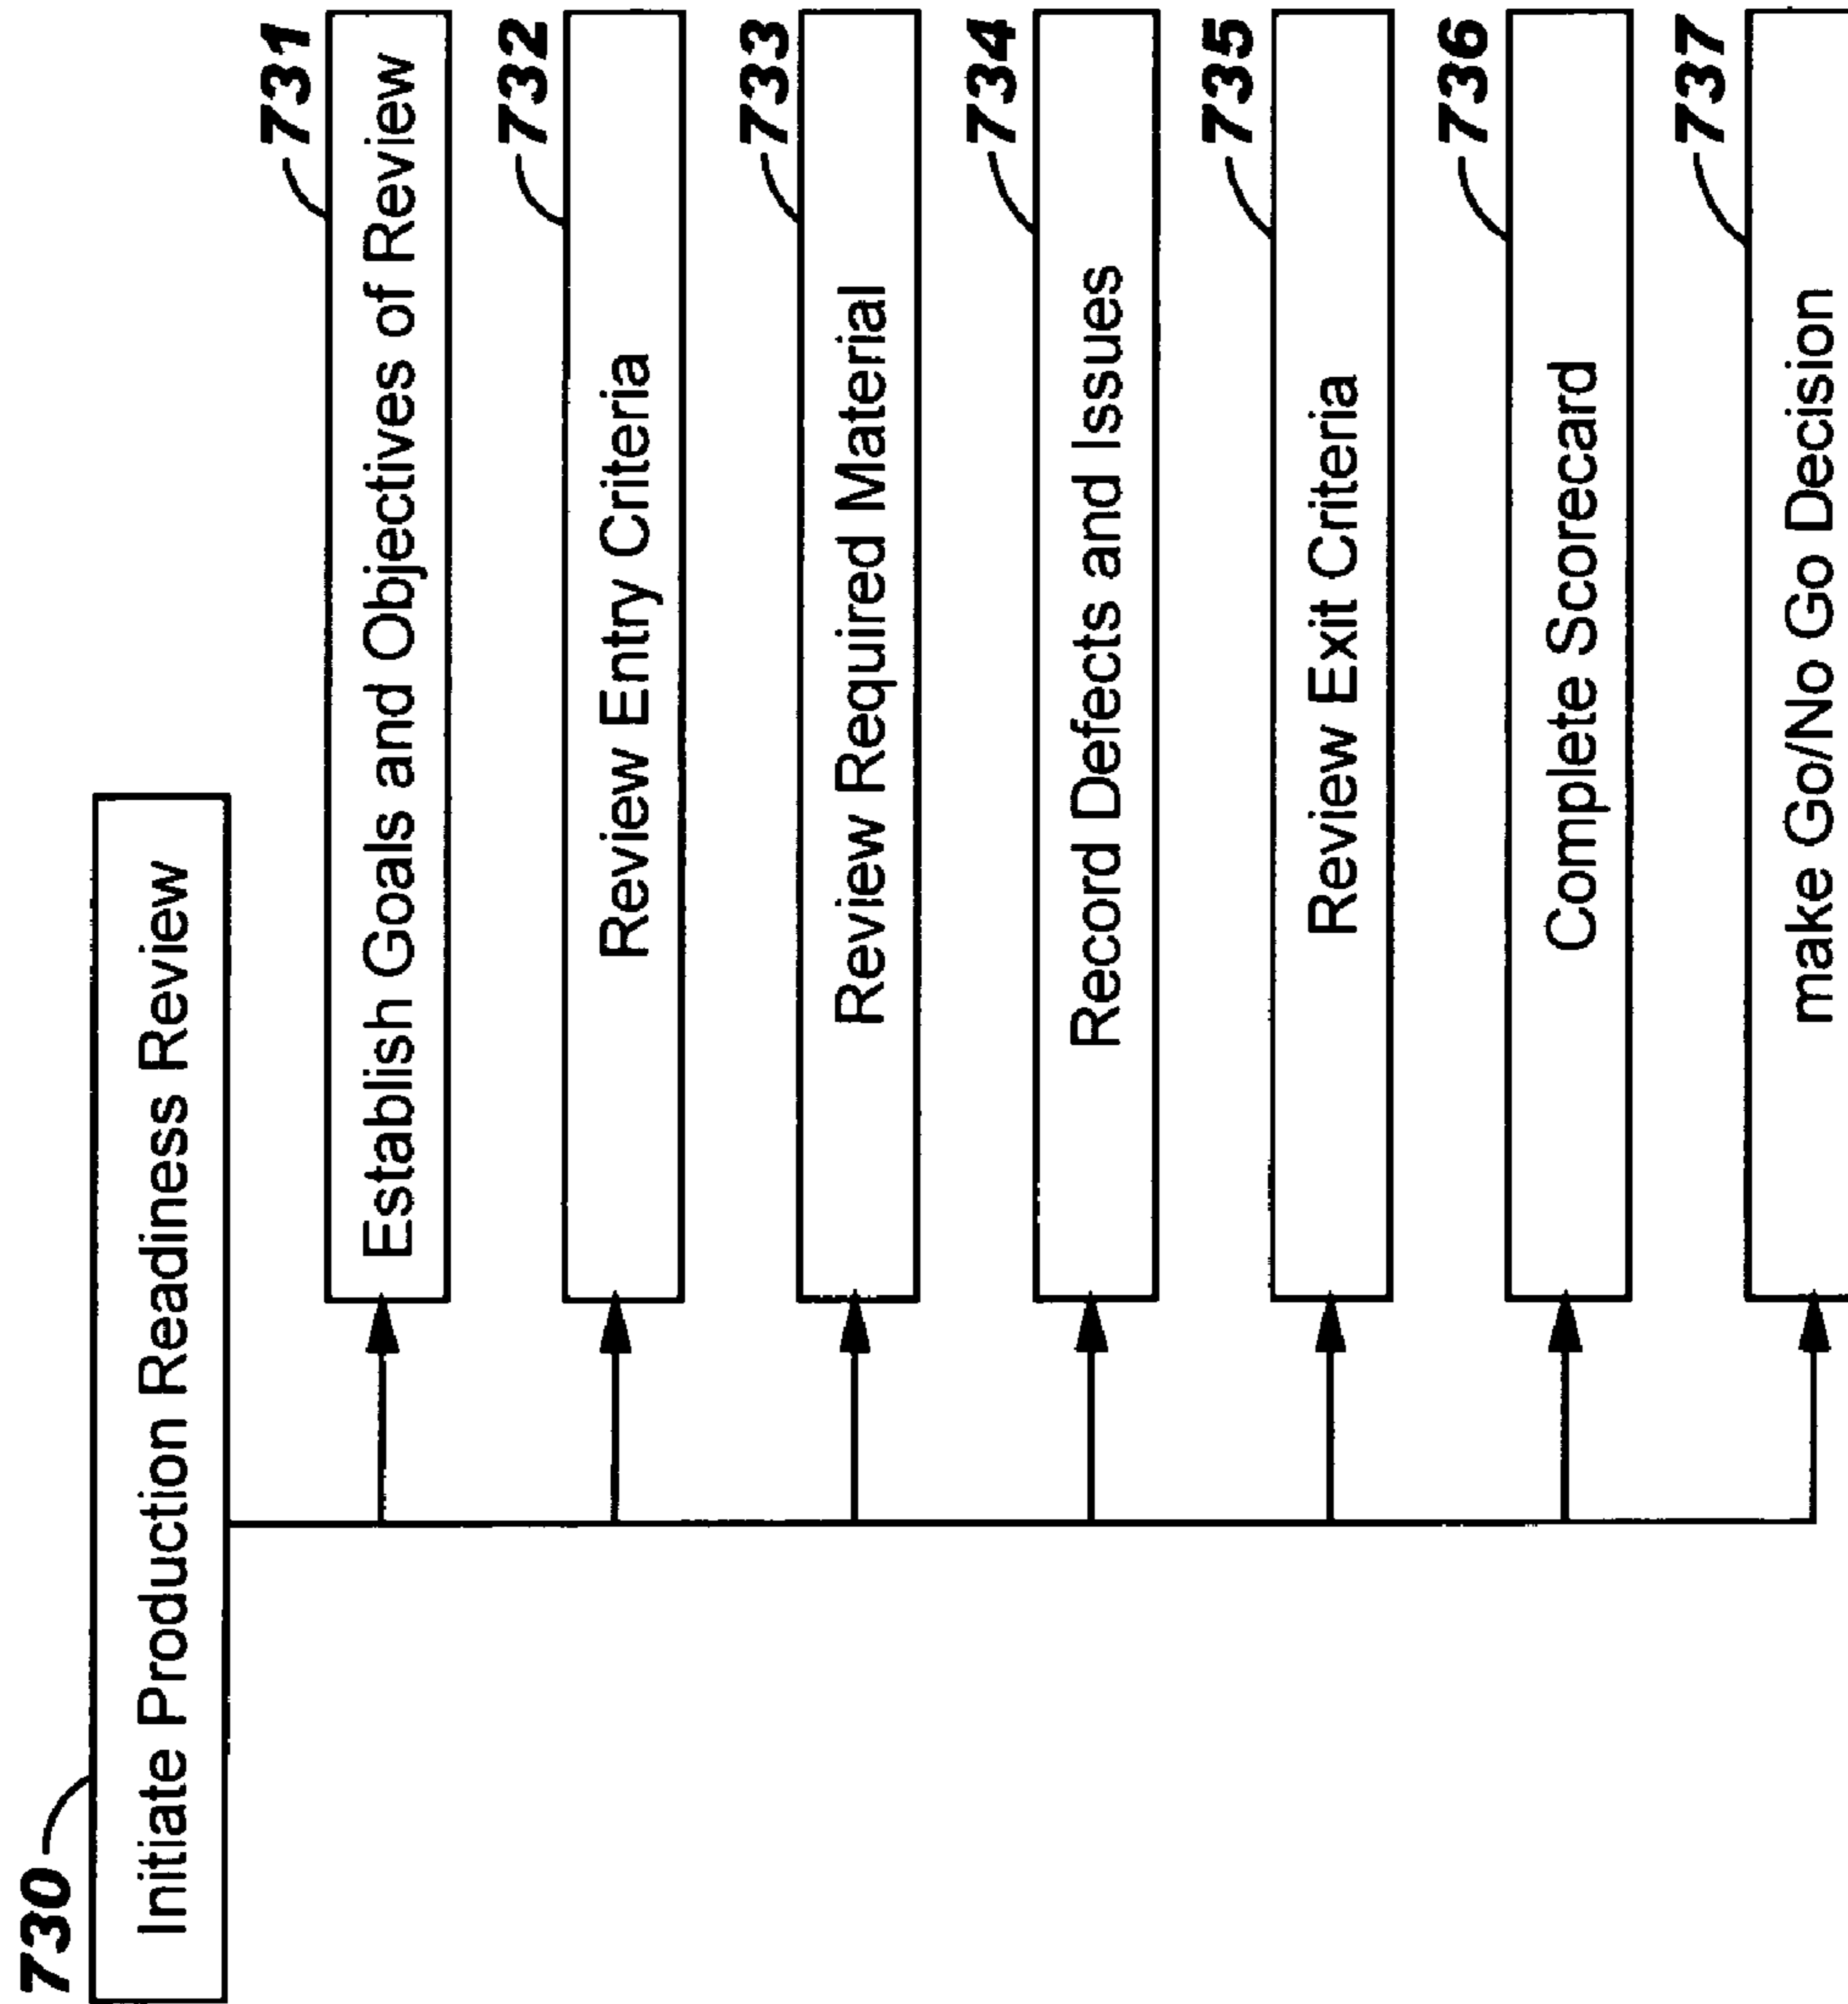 730
Initiate Production Readiness Review
731
Establish Goals and Objectives of Review
732
Review Entry Criteria
733
Review Required Material
734
Record Defects and Issues
735
Review Exit Criteria
736
Complete Scorecard
737
make Go/No Go Decision